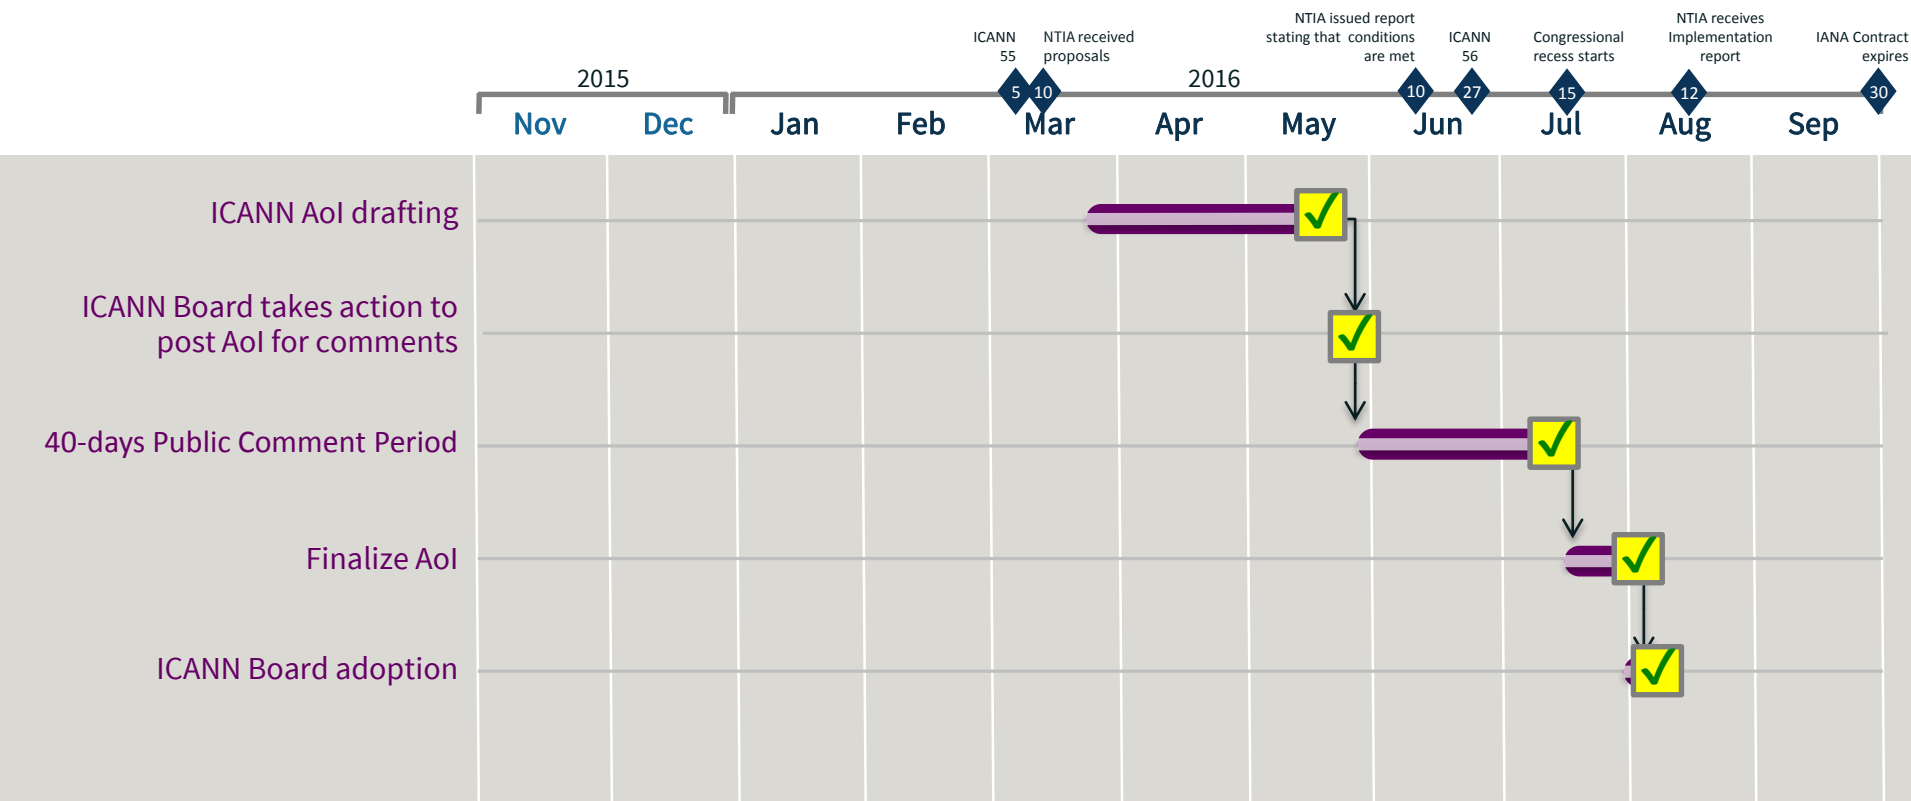 NTIA issued report
stating that conditions
are met
NTIA receives
Implementation
report
ICANN
55
NTIA received
proposals
ICANN
56
Congressional
recess starts
IANA Contract
expires
2015
2016
5
10
10
27
15
12
30
Nov
Dec
Jan
Feb
Mar
Apr
May
Jun
Jul
Aug
Sep
ICANN AoI drafting
ICANN Board takes action to
post AoI for comments
40-days Public Comment Period
Finalize AoI
ICANN Board adoption